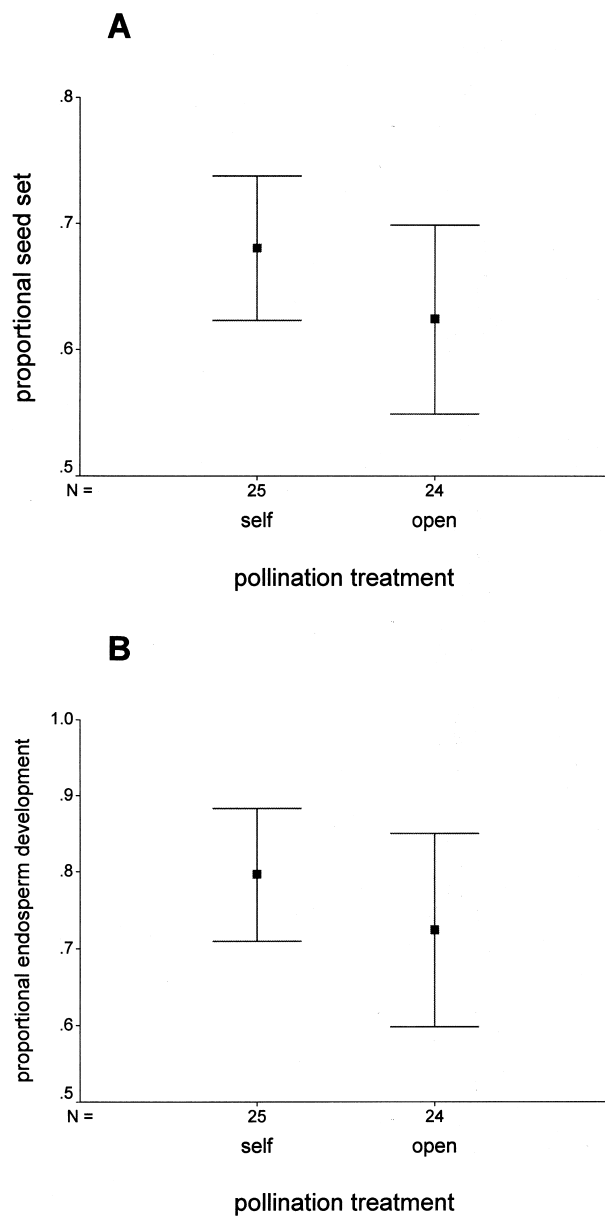 A
.8
.7
.6
.5
proportional seed set
N = 25 24
self open
pollination treatment
B
1.0
.9
.8
.7
.6
.5
proportional endosperm development
N = 25 24
self open
pollination treatment